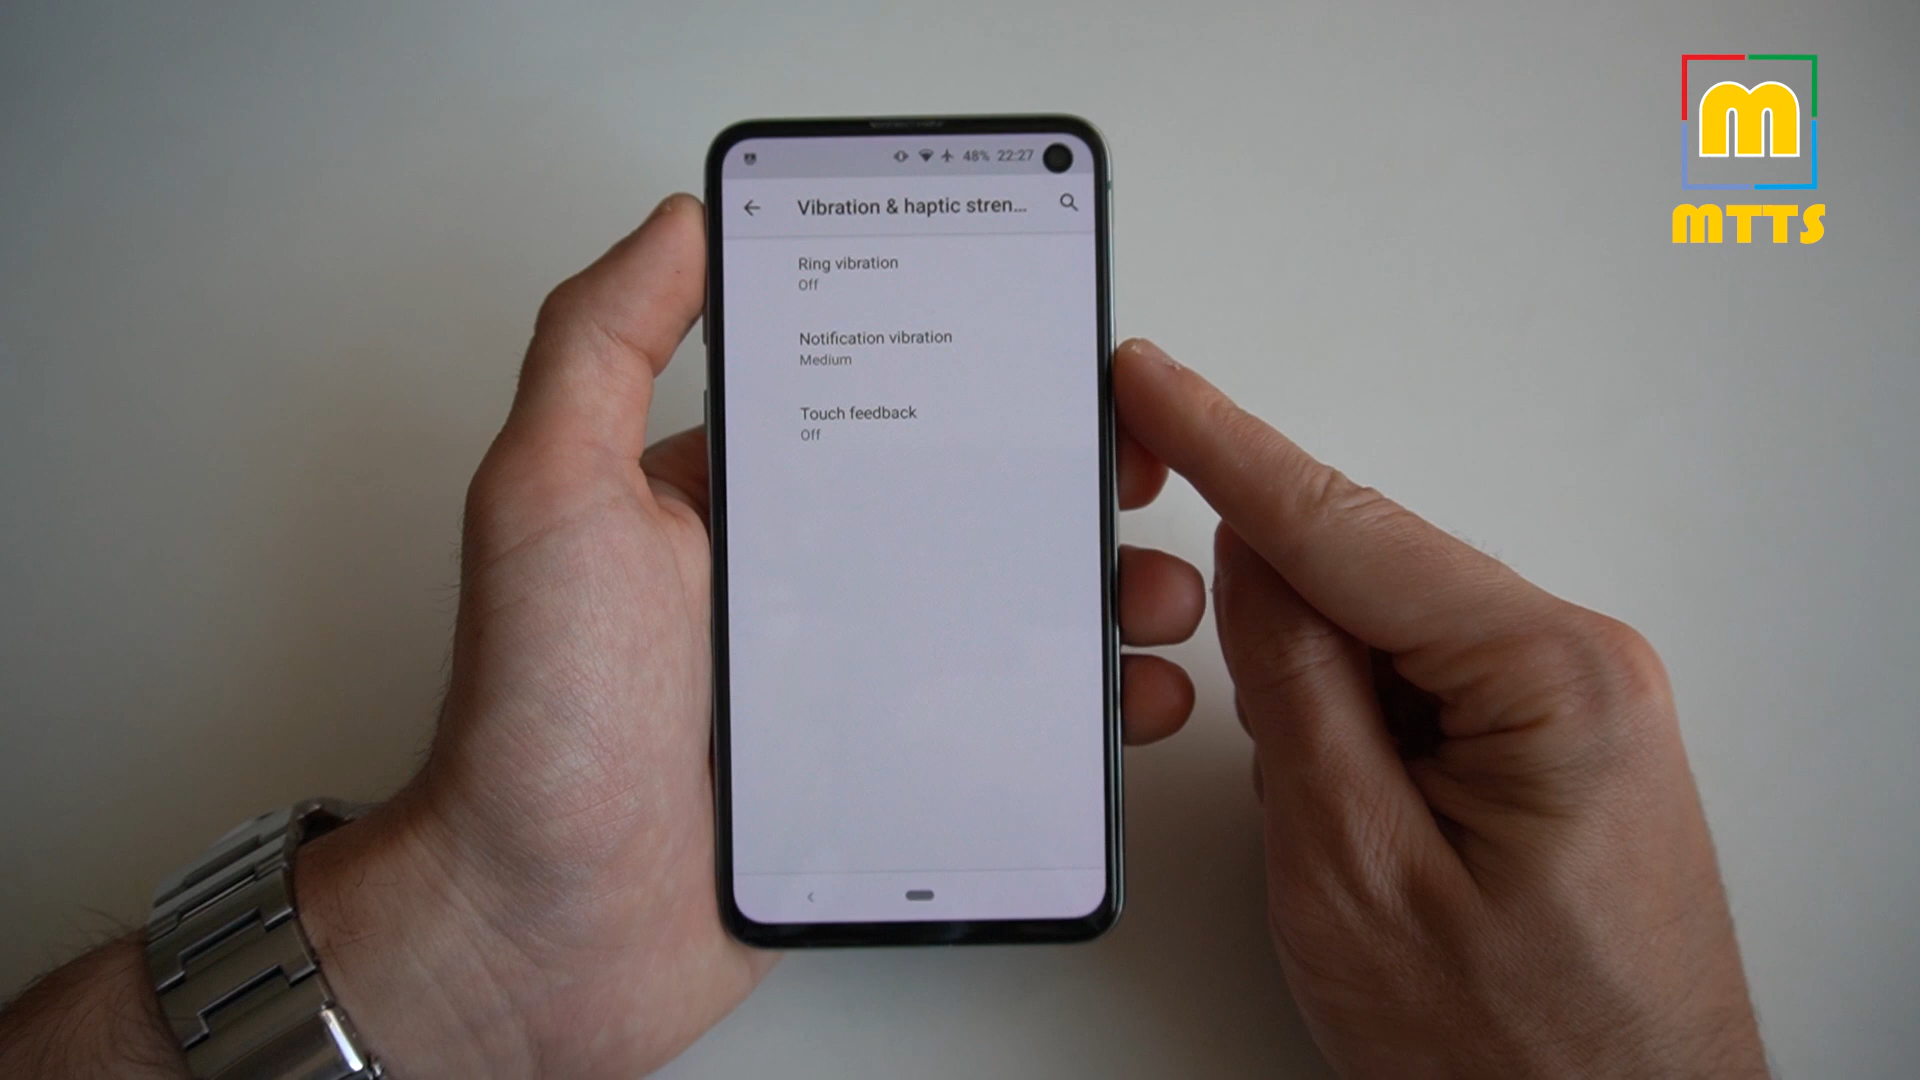 48% 22:27
Vibration & haptic stren...
Ring vibration
Off
Notification vibration
Medium
Touch feedback
Off
m
MTTS